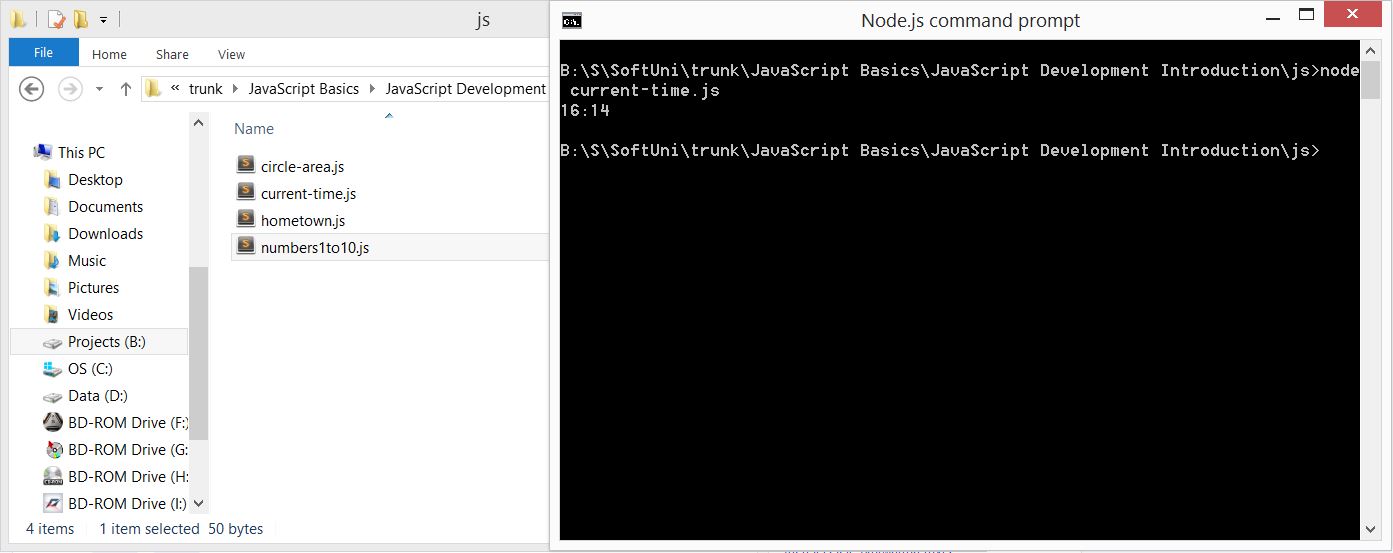 js
File Home Share View
« trunk JavaScript Basics JavaScript Development
Name
This PC
Desktop
Documents
Downloads
Music
Pictures
Videos
Projects (B:)
OS (C:)
Data (D:)
BD-ROM Drive (F:)
BD-ROM Drive (G:
BD-ROM Drive (H:
BD-ROM Drive (I:)
circle-area.js
current-time.js
hometown.js
numbers1to10.js
4 items 1 item selected 50 bytes
Node.js command prompt
B:\S\SoftUni\trunk\JavaScript Basics\JavaScript Development Introduction\js>node
current-time.js
16:14
B:\S\SoftUni\trunk\JavaScript Basics\JavaScript Development Introduction\js>